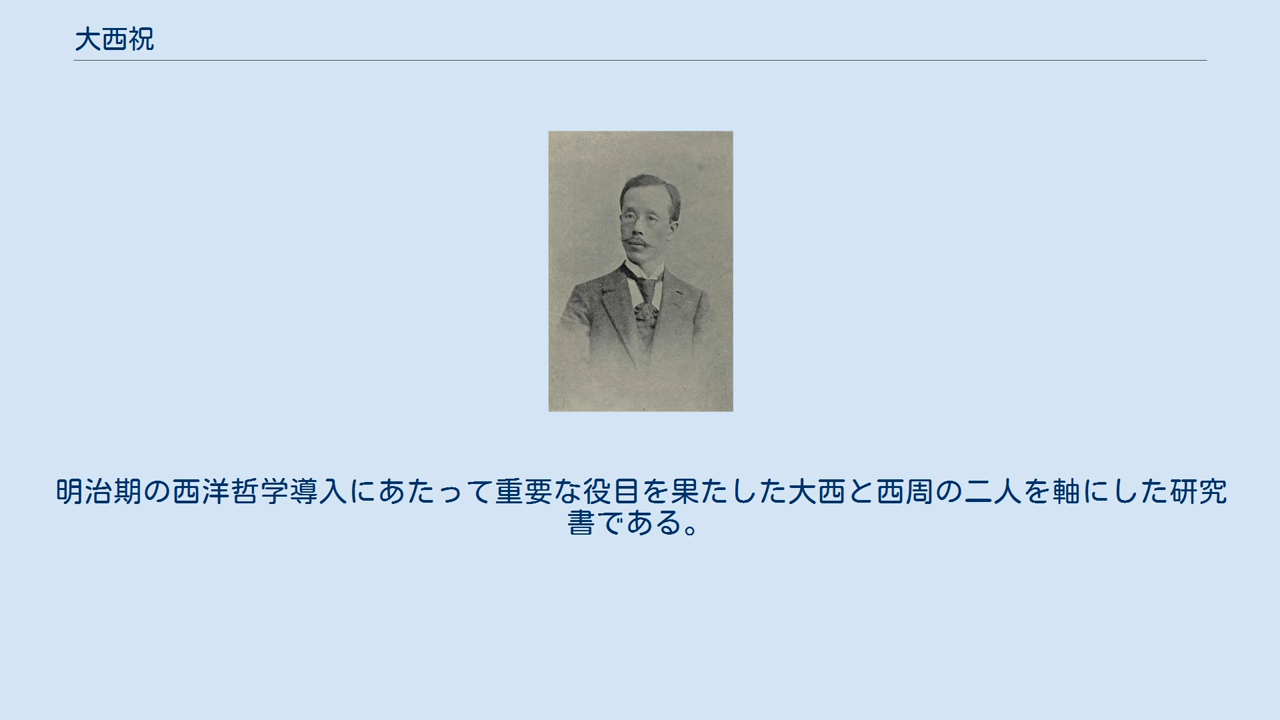 大西祝
明治期の西洋哲学導入にあたって重要な役目を果たした大西と西周の二人を軸にした研究
書である。